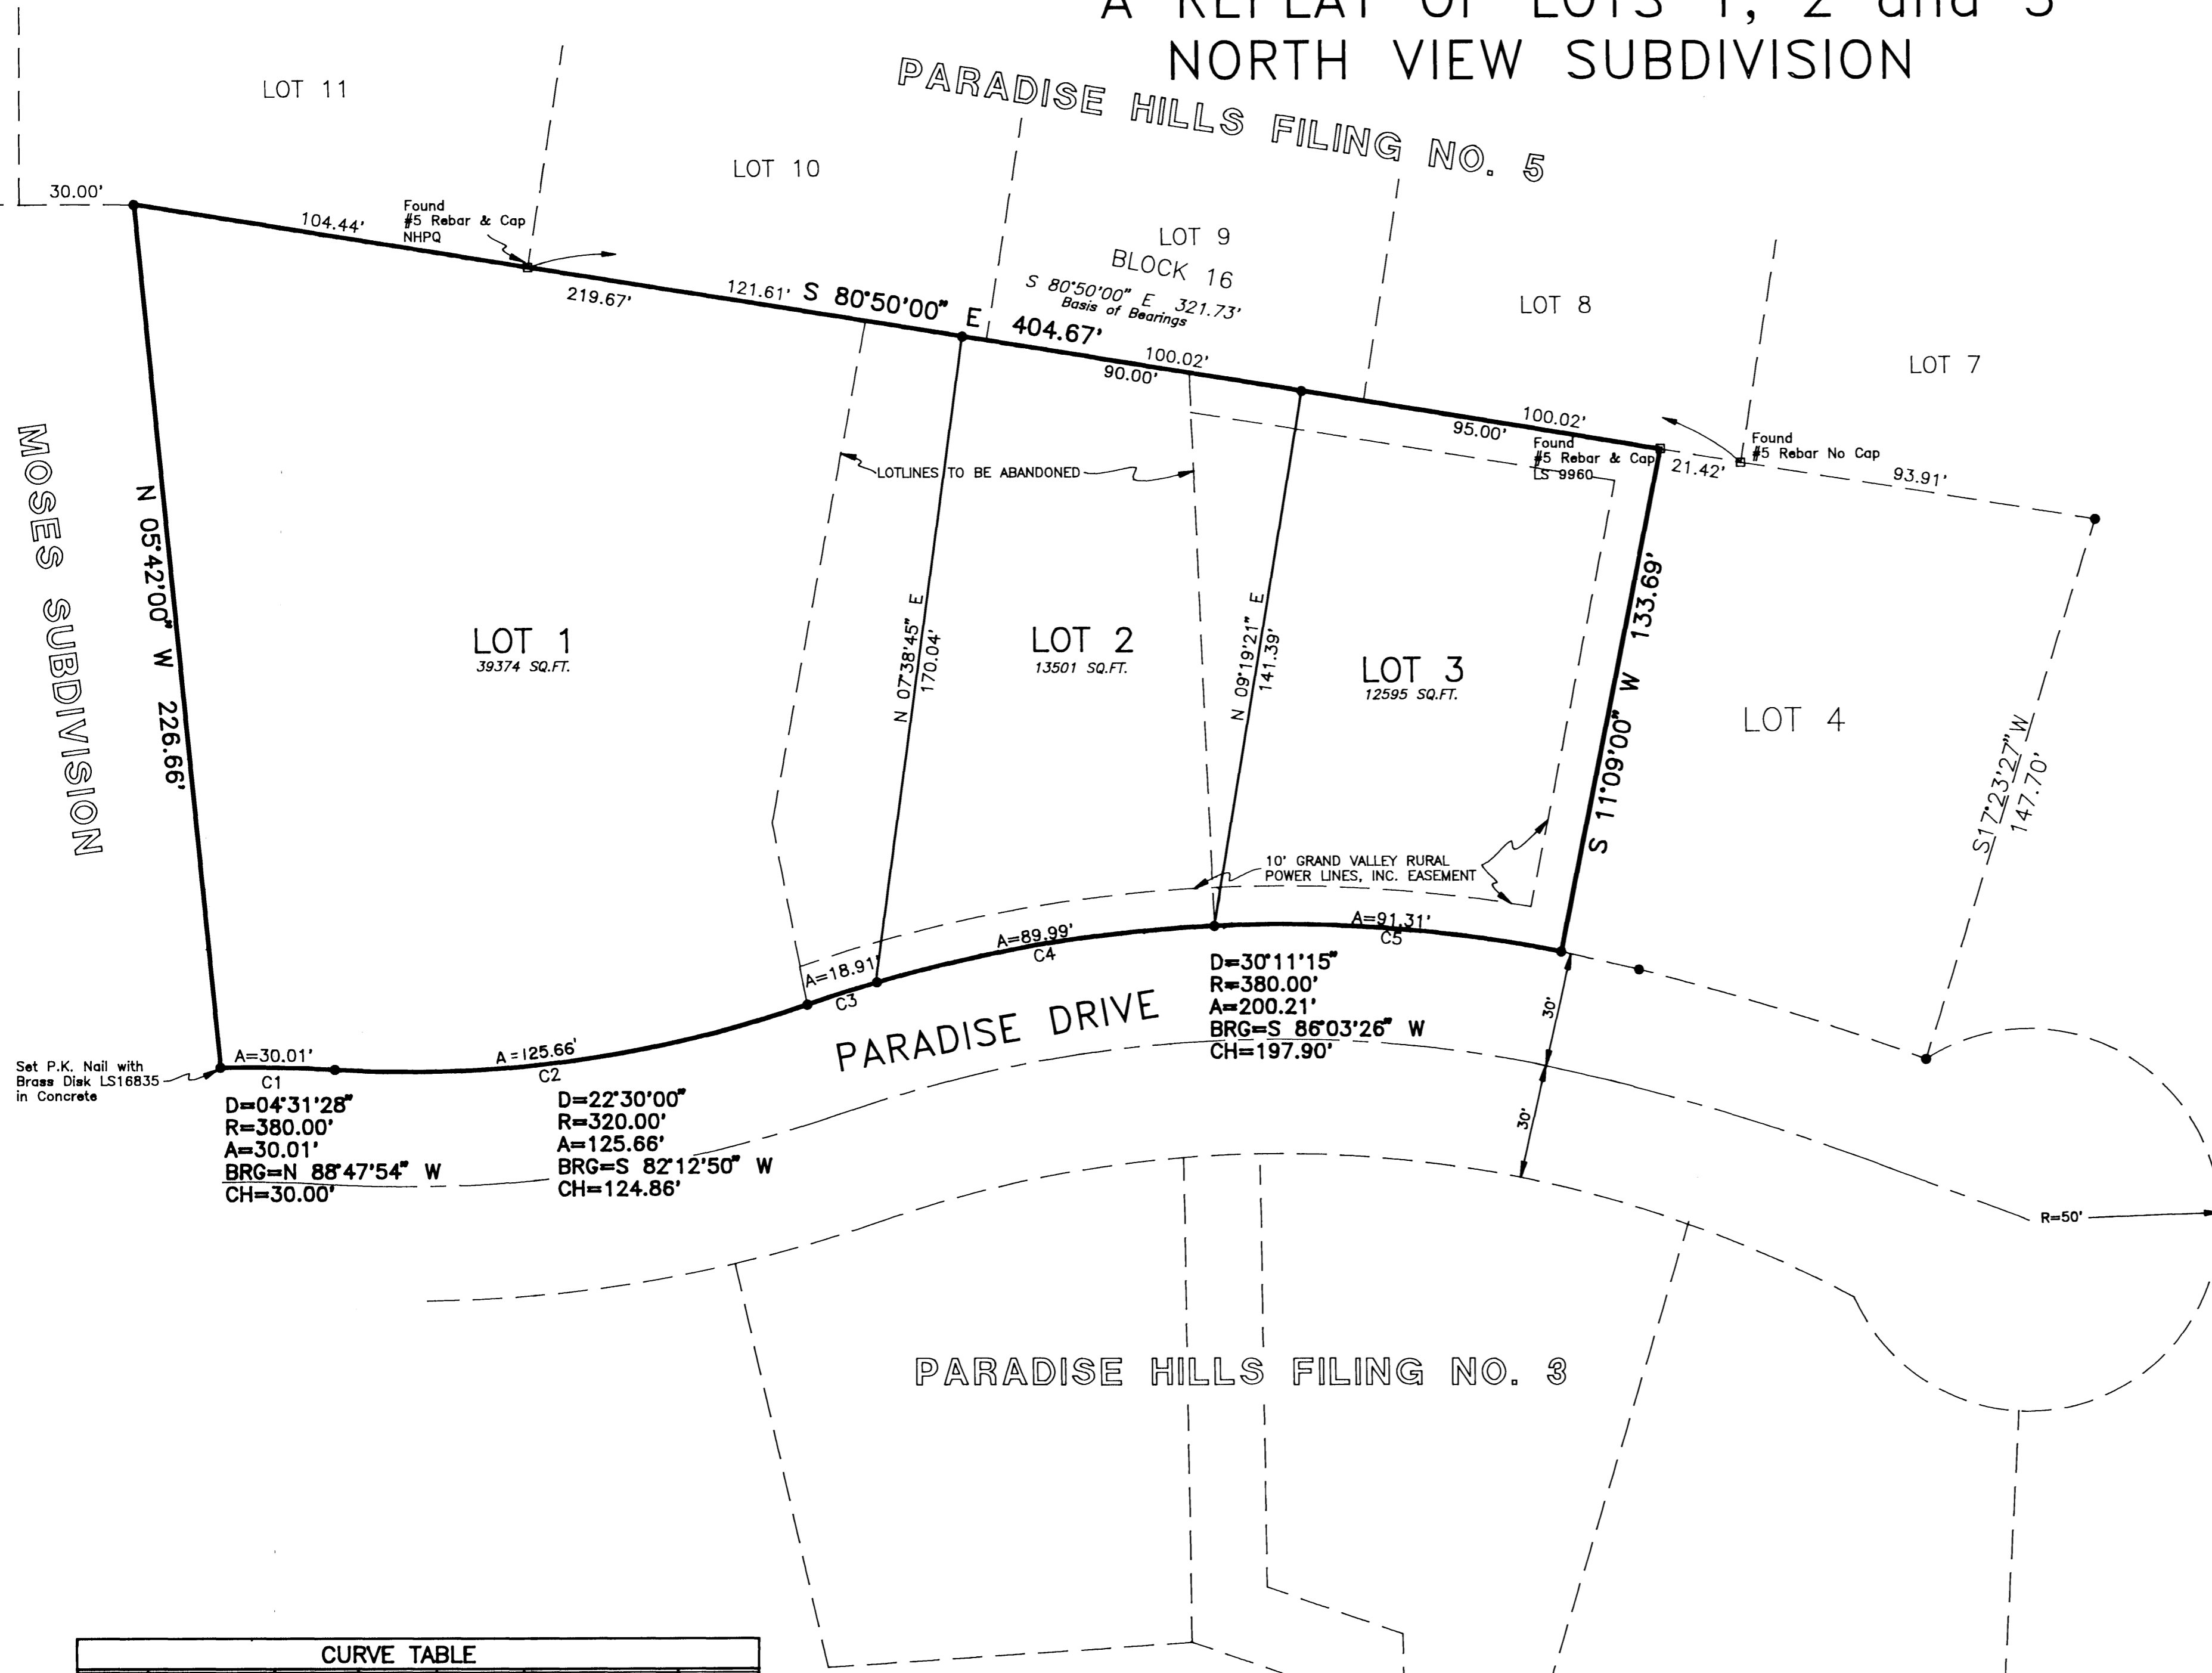 A REPLAT OF LOTS 1, 2 and 3
NORTH VIEW SUBDIVISION
PARADISE HILLS FILING NO. 5
LOT 11
LOT 10
LOT 9
BLOCK 16
S 80°50'00" E 321.73'
Basis of Bearings
LOT 8
LOT 7
30.00'
104.44'
Found
#5 Rebar & Cap
NHPQ
219.67'
121.61'
S 80°50'00" E 404.67'
100.02'
90.00'
100.02'
95.00'
Found
#5 Rebar & Cap
LS 9960
21.42'
Found
#5 Rebar No Cap
93.91'
MOSES SUBDIVISION
N 05°42'00" W 226.66'
LOTLINES TO BE ABANDONED
LOT 1
39374 SQ.FT.
N 07°38'45" E
170.04'
LOT 2
13501 SQ.FT.
N 09°19'21" E
141.39'
LOT 3
12595 SQ.FT.
S 11°09'00" W 133.69'
LOT 4
S17°23'27"W
147.70'
10' GRAND VALLEY RURAL
POWER LINES, INC. EASEMENT
A=18.91'
C3
A=89.99'
C4
A=91.31'
C5
D=30°11'15"
R=380.00'
A=200.21'
BRG=S 86°03'26" W
CH=197.90'
PARADISE DRIVE
30'
30'
Set P.K. Nail with
Brass Disk LS16835
in Concrete
A=30.01'
C1
D=04°31'28"
R=380.00'
A=30.01'
BRG=N 88°47'54" W
CH=30.00'
A=125.66'
C2
D=22°30'00"
R=320.00'
A=125.66'
BRG=S 82°12'50" W
CH=124.86'
R=50'
PARADISE HILLS FILING NO. 3
CURVE TABLE